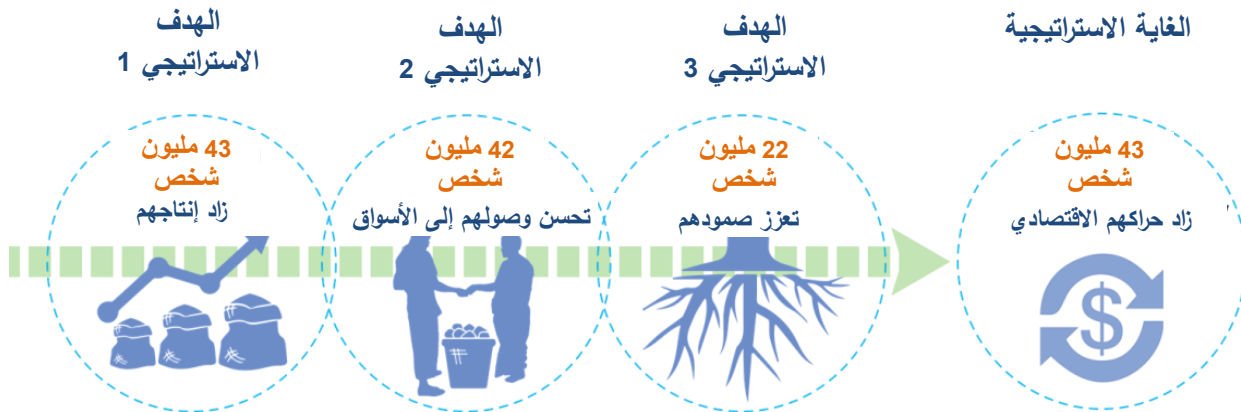 الهدف
الاستراتيجي 1
43 مليون
شخص
زاد إنتاجهم
الهدف
الاستراتيجي 2
42 مليون
شخص
تحسن وصولهم إلى الأسواق
الهدف
الاستراتيجي 3
22 مليون
شخص
تعزز صمودهم
الغاية الاستراتيجية
43 مليون
شخص
زاد حراكهم الاقتصادي
$